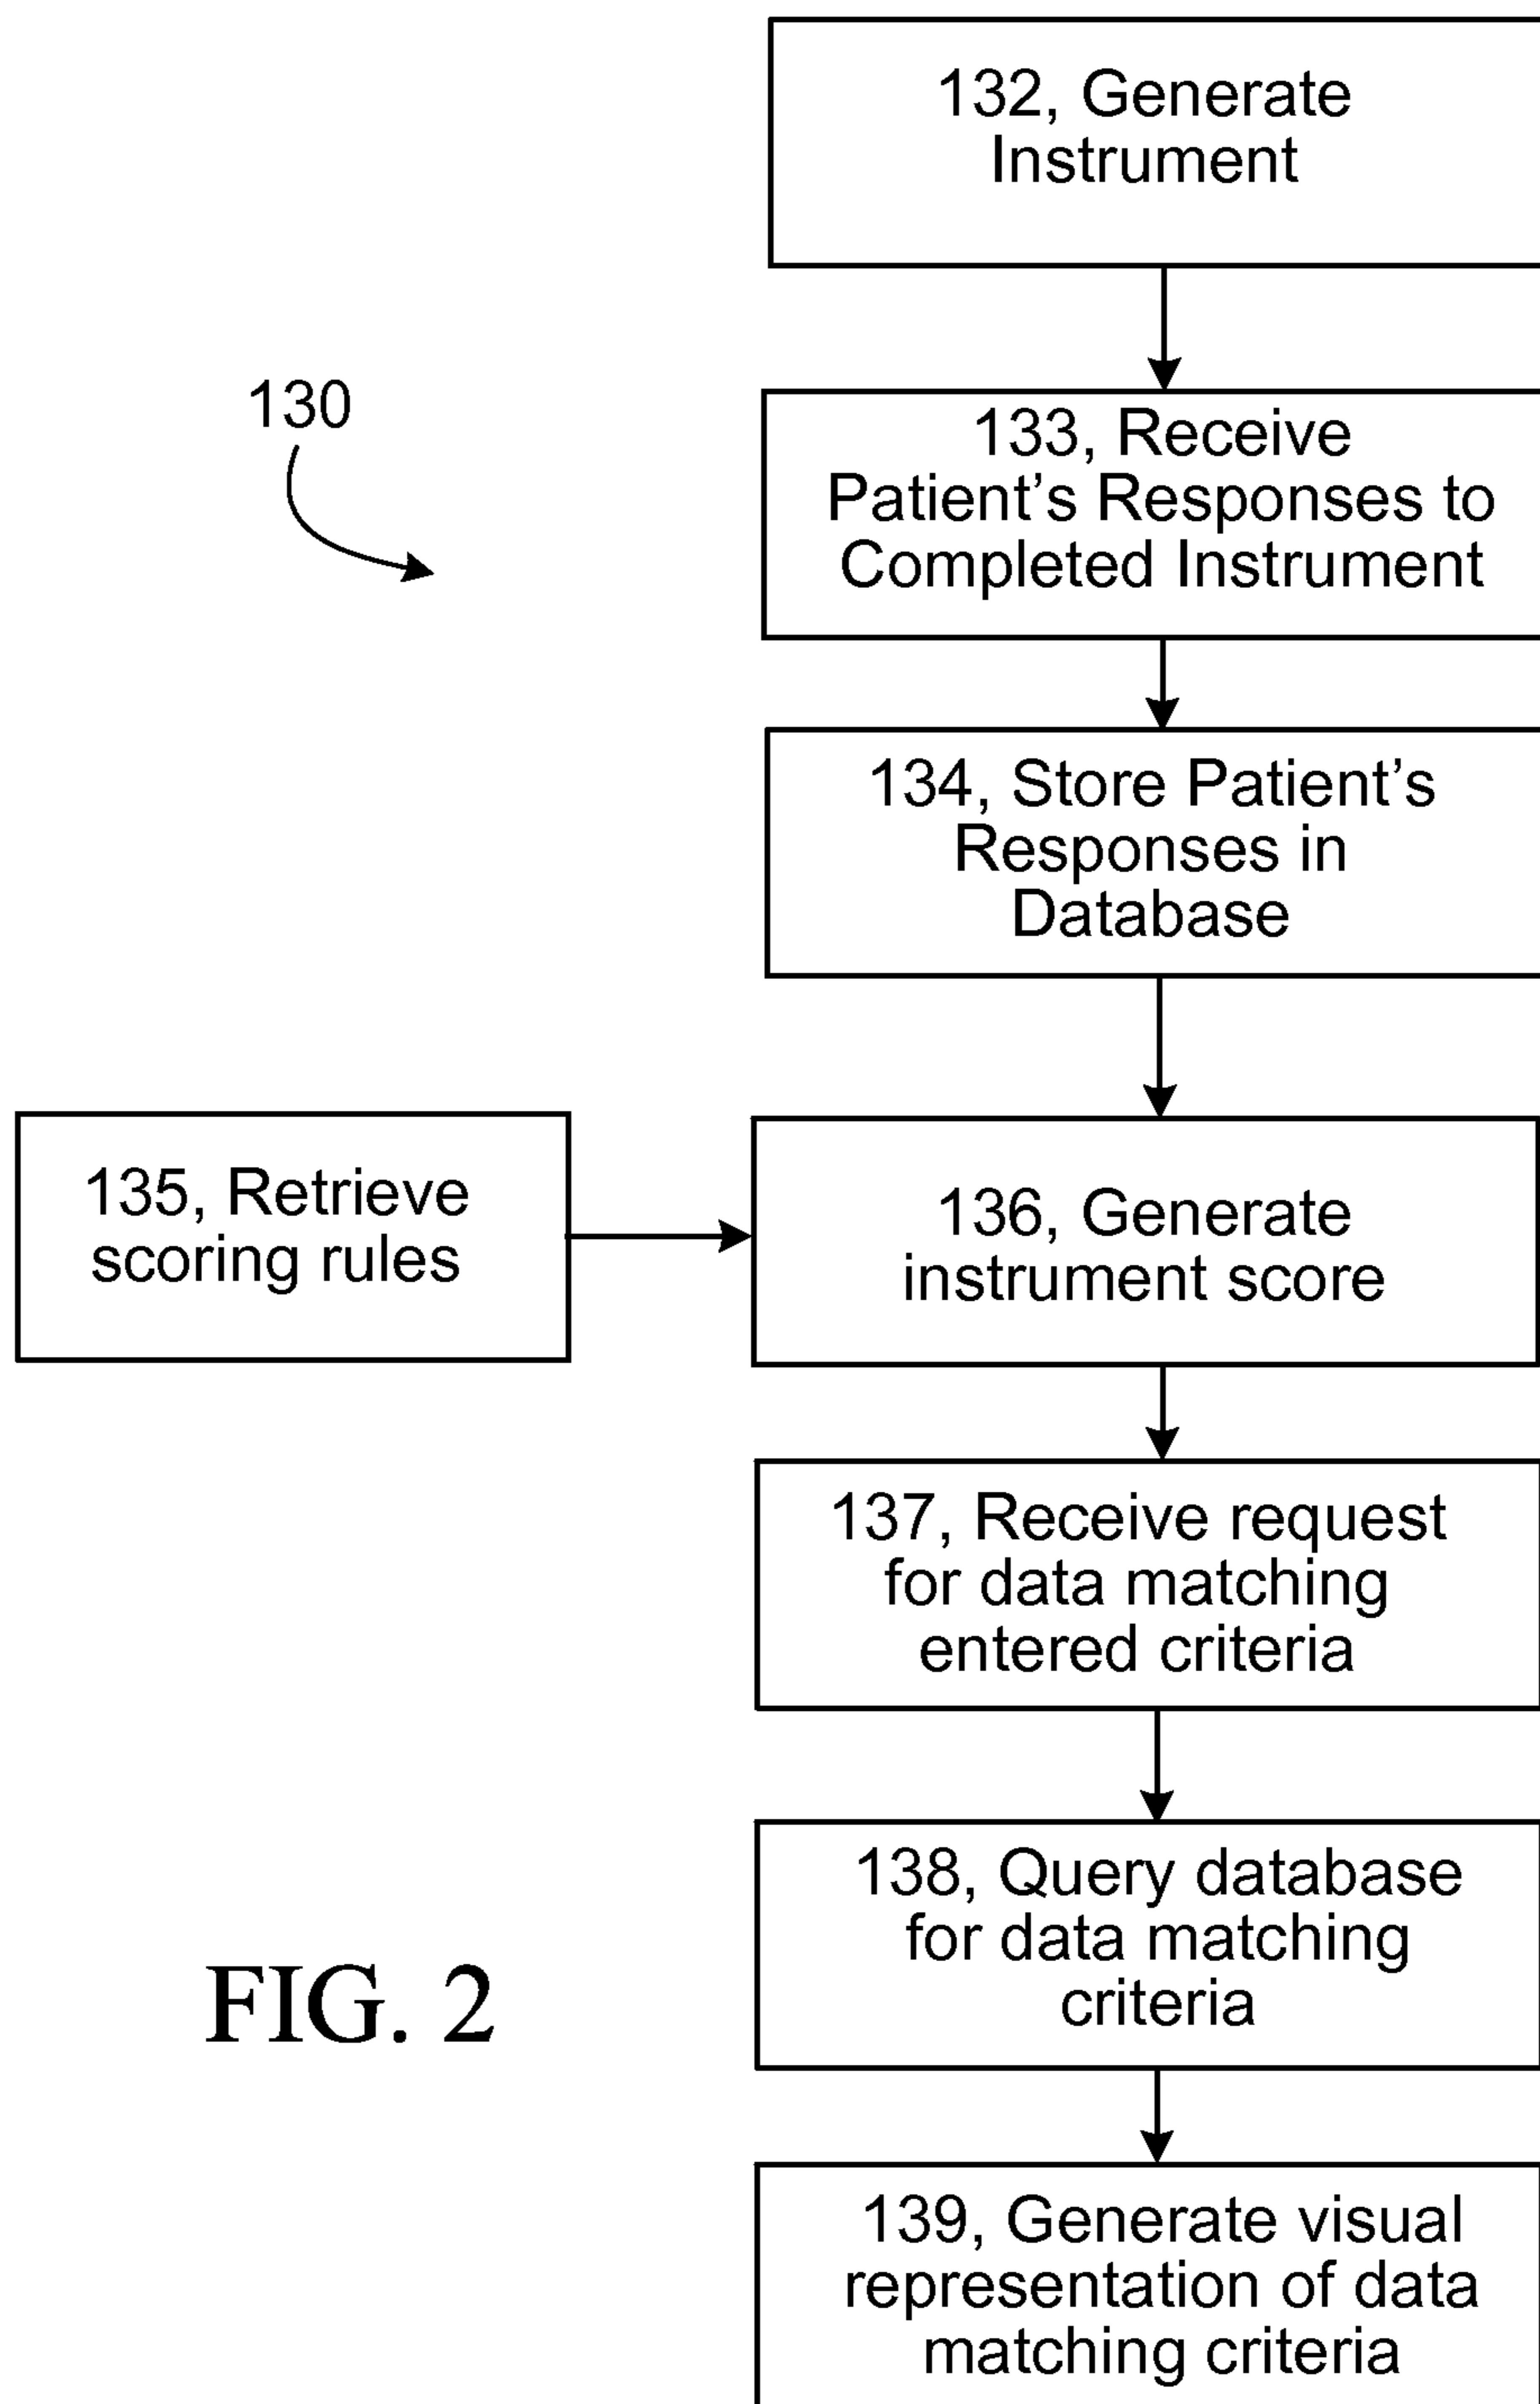 132, Generate
Instrument
130
133, Receive
Patient's Responses to
Completed Instrument
134, Store Patient's
Responses in
Database
135, Retrieve
scoring rules
136, Generate
instrument score
137, Receive request
for data matching
entered criteria
138, Query database
for data matching
criteria
FIG. 2
139, Generate visual
representation of data
matching criteria